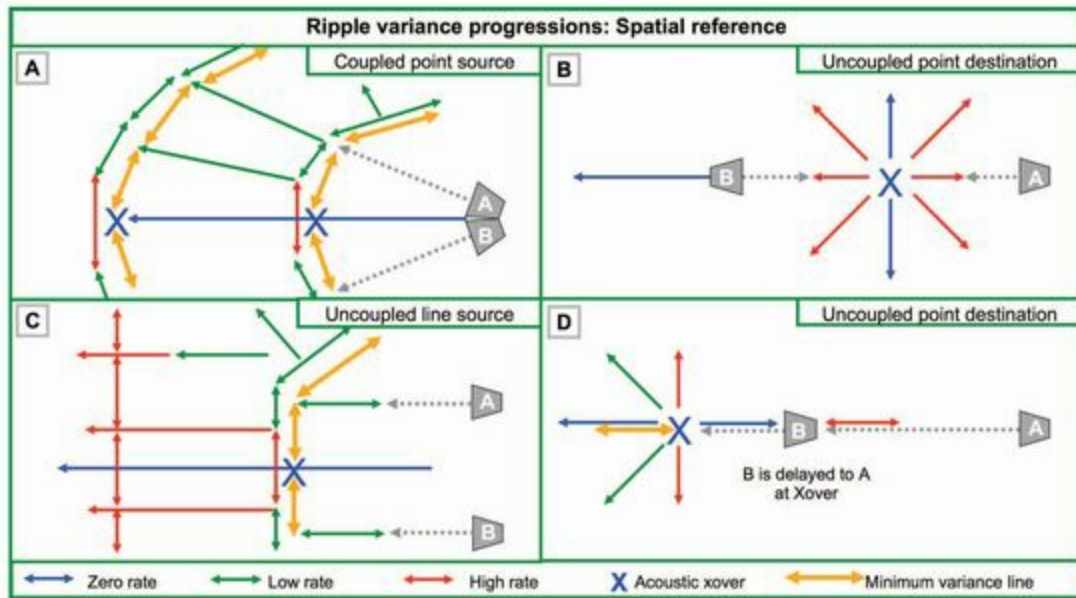 Ripple variance progressions: Spatial reference
A
Coupled point source
X
X
A
B
B
Uncoupled point destination
B
X
A
C
Uncoupled line source
A
X
B
D
Uncoupled point destination
X
B
A
B is delayed to A
at Xover
Zero rate
Low rate
High rate
X Acoustic xover
Minimum variance line